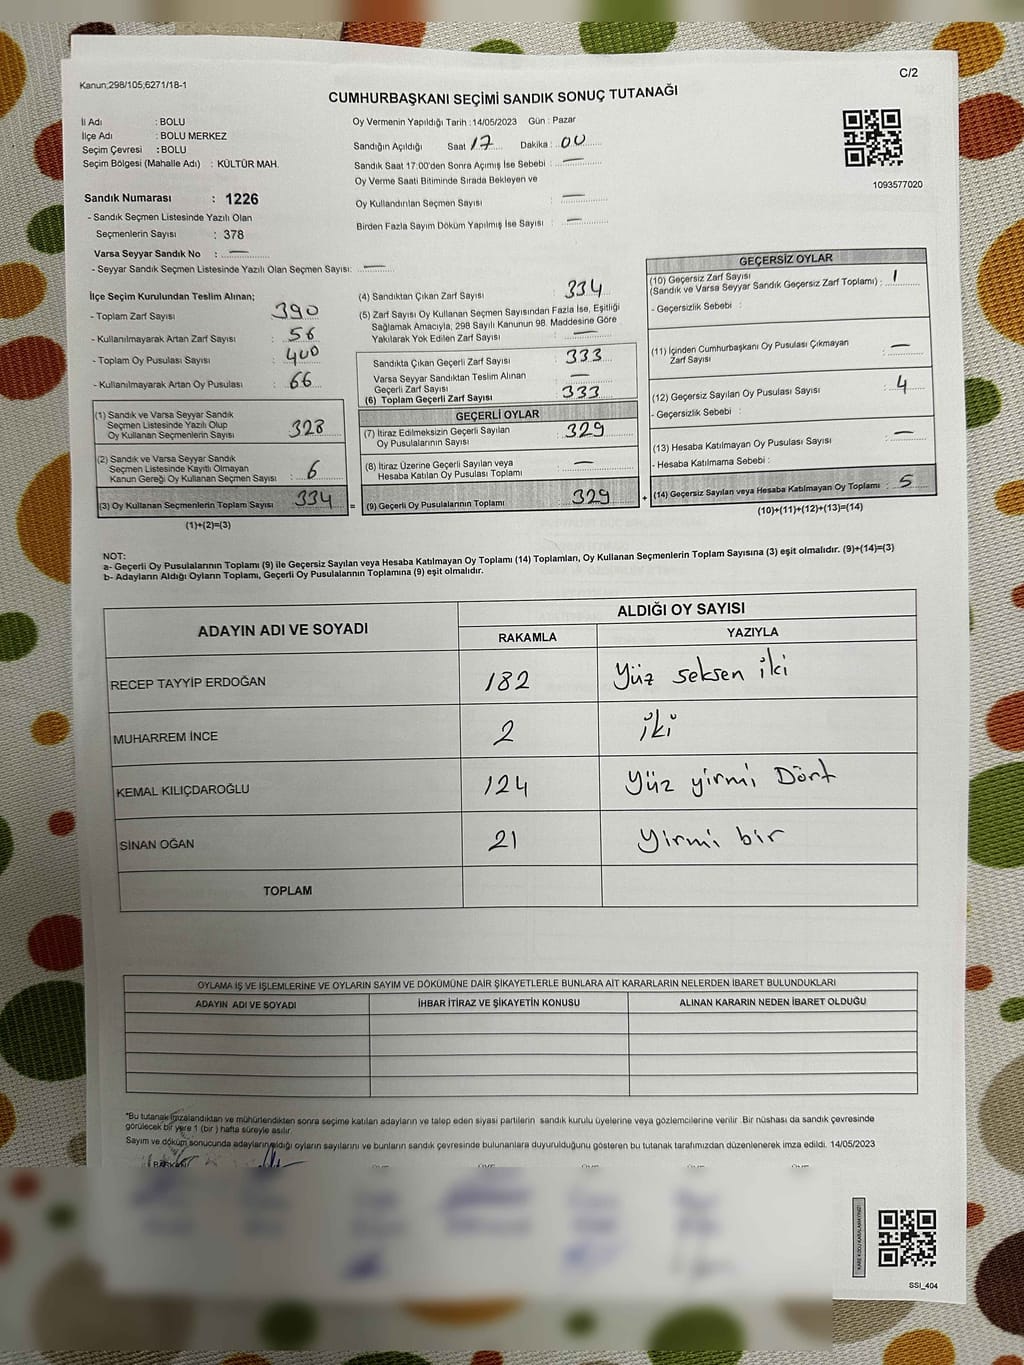 C/2
Kanun;298/105;6271/18-1
CUMHURBAŞKANI SEÇİMİ SANDIK SONUÇ TUTANAĞI
İl Adı : BOLU
İlçe Adı : BOLU MERKEZ
Seçim Çevresi : BOLU
Seçim Bölgesi (Mahalle Adı) : KÜLTÜR MAH.
Oy Vermenin Yapıldığı Tarih : 14/05/2023 Gün : Pazar
Sandığın Açıldığı Saat 17 Dakika : 00
Sandık Saat 17:00'den Sonra Açımış İse Sebebi : —
Oy Verme Saati Bitiminde Sırada Bekleyen ve
Oy Kullandırılan Seçmen Sayısı : —
Birden Fazla Sayım Döküm Yapılmış İse Sayısı : —
1093577020
Sandık Numarası : 1226
- Sandık Seçmen Listesinde Yazılı Olan
Seçmenlerin Sayısı : 378
Varsa Seyyar Sandık No : —
- Seyyar Sandık Seçmen Listesinde Yazılı Olan Seçmen Sayısı: —
İlçe Seçim Kurulundan Teslim Alınan;
- Toplam Zarf Sayısı : 390
- Kullanılmayarak Artan Zarf Sayısı : 56
- Toplam Oy Pusulası Sayısı : 400
- Kullanılmayarak Artan Oy Pusulası : 66
(1) Sandık ve Varsa Seyyar Sandık
Seçmen Listesinde Yazılı Olup
Oy Kullanan Seçmenlerin Sayısı : 328
(2) Sandık ve Varsa Seyyar Sandık
Seçmen Listesinde Kayıtlı Olmayan
Kanun Gereği Oy Kullanan Seçmen Sayısı : 6
(3) Oy Kullanan Seçmenlerin Toplam Sayısı : 334
(1)+(2)=(3)
(4) Sandıktan Çıkan Zarf Sayısı : 334
(5) Zarf Sayısı Oy Kullanan Seçmen Sayısından Fazla İse, Eşitliği
Sağlamak Amacıyla, 298 Sayılı Kanunun 98. Maddesine Göre
Yakılarak Yok Edilen Zarf Sayısı : —
Sandıkta Çıkan Geçerli Zarf Sayısı : 333
Varsa Seyyar Sandıktan Teslim Alınan
Geçerli Zarf Sayısı : —
(6) Toplam Geçerli Zarf Sayısı : 333
GEÇERLİ OYLAR
(7) İtiraz Edilmeksizin Geçerli Sayılan
Oy Pusulalarının Sayısı : 329
(8) İtiraz Üzerine Geçerli Sayılan veya
Hesaba Katılan Oy Pusulası Toplamı : —
= (9) Geçerli Oy Pusulalarının Toplamı : 329
GEÇERSİZ OYLAR
(10) Geçersiz Zarf Sayısı
(Sandık ve Varsa Seyyar Sandık Geçersiz Zarf Toplamı) : 1
- Geçersizlik Sebebi :
(11) İçinden Cumhurbaşkanı Oy Pusulası Çıkmayan
Zarf Sayısı : —
(12) Geçersiz Sayılan Oy Pusulası Sayısı : 4
- Geçersizlik Sebebi :
(13) Hesaba Katılmayan Oy Pusulası Sayısı : —
- Hesaba Katılmama Sebebi :
+ (14) Geçersiz Sayılan veya Hesaba Katılmayan Oy Toplamı : 5
(10)+(11)+(12)+(13)=(14)
NOT:
a- Geçerli Oy Pusulalarının Toplamı (9) ile Geçersiz Sayılan veya Hesaba Katılmayan Oy Toplamı (14) Toplamları, Oy Kullanan Seçmenlerin Toplam Sayısına (3) eşit olmalıdır. (9)+(14)=(3)
b- Adayların Aldığı Oyların Toplamı, Geçerli Oy Pusulalarının Toplamına (9) eşit olmalıdır.
ADAYIN ADI VE SOYADI ALDIĞI OY SAYISI
RAKAMLA YAZIYLA
RECEP TAYYİP ERDOĞAN 182 Yüz seksen iki
MUHARREM İNCE 2 iki
KEMAL KILIÇDAROĞLU 124 Yüz yirmi Dört
SİNAN OĞAN 21 Yirmi bir
TOPLAM
OYLAMA İŞ VE İŞLEMLERİNE VE OYLARIN SAYIM VE DÖKÜMÜNE DAİR ŞİKAYETLERLE BUNLARA AİT KARARLARIN NELERDEN İBARET BULUNDUKLARI
ADAYIN ADI VE SOYADI İHBAR İTİRAZ VE ŞİKAYETİN KONUSU ALINAN KARARIN NEDEN İBARET OLDUĞU
*Bu tutanak imzalandıktan ve mühürlendikten sonra seçime katılan adayların ve talep eden siyasi partilerin sandık kurulu üyelerine veya gözlemcilerine verilir .Bir nüshası da sandık çevresinde
görülecek bir yere 1 (bir ) hafta süreyle asılır.
Sayım ve döküm sonucunda adayların aldığı oyların sayılarını ve bunların sandık çevresinde bulunanlara duyurulduğunu gösteren bu tutanak tarafımızdan düzenlenerek imza edildi. 14/05/2023
BAŞKAN
SSI_404